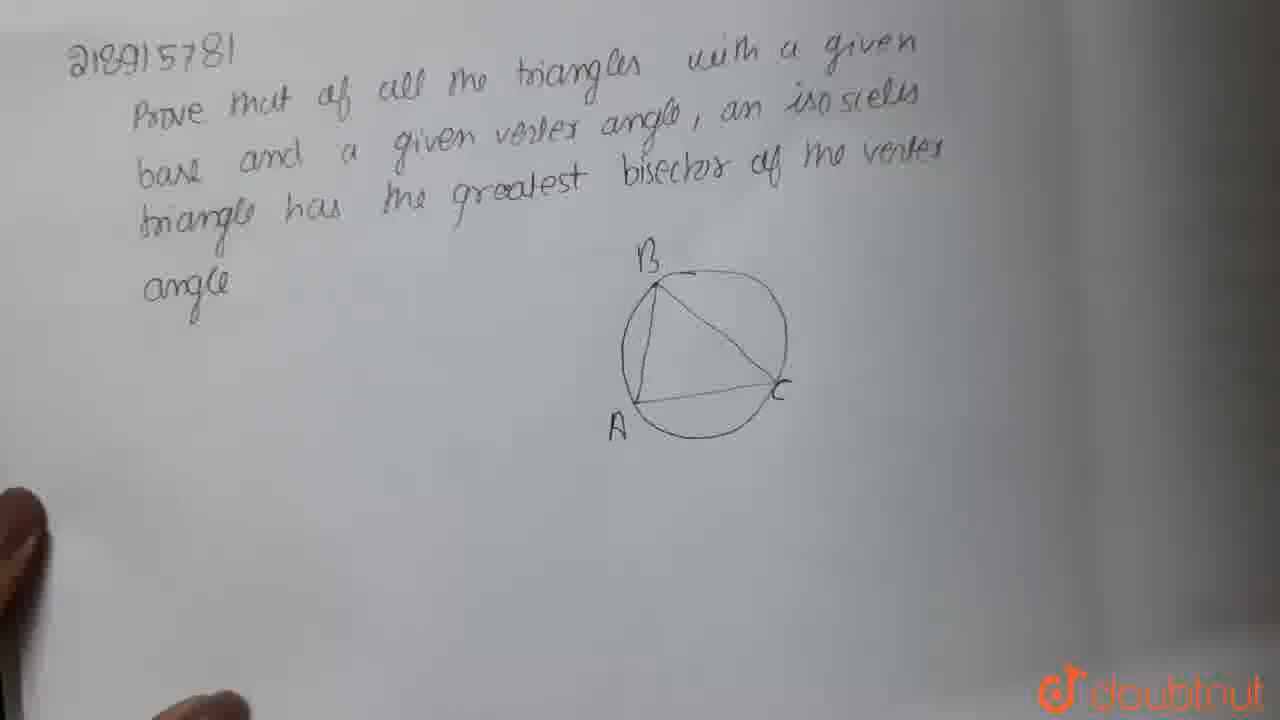 218915781
Prove that of all the triangles with a given
base and a given vertex angle, an isosicles
triangle has the greatest bisector of the vertex
angle
B
A
C
doubtnut